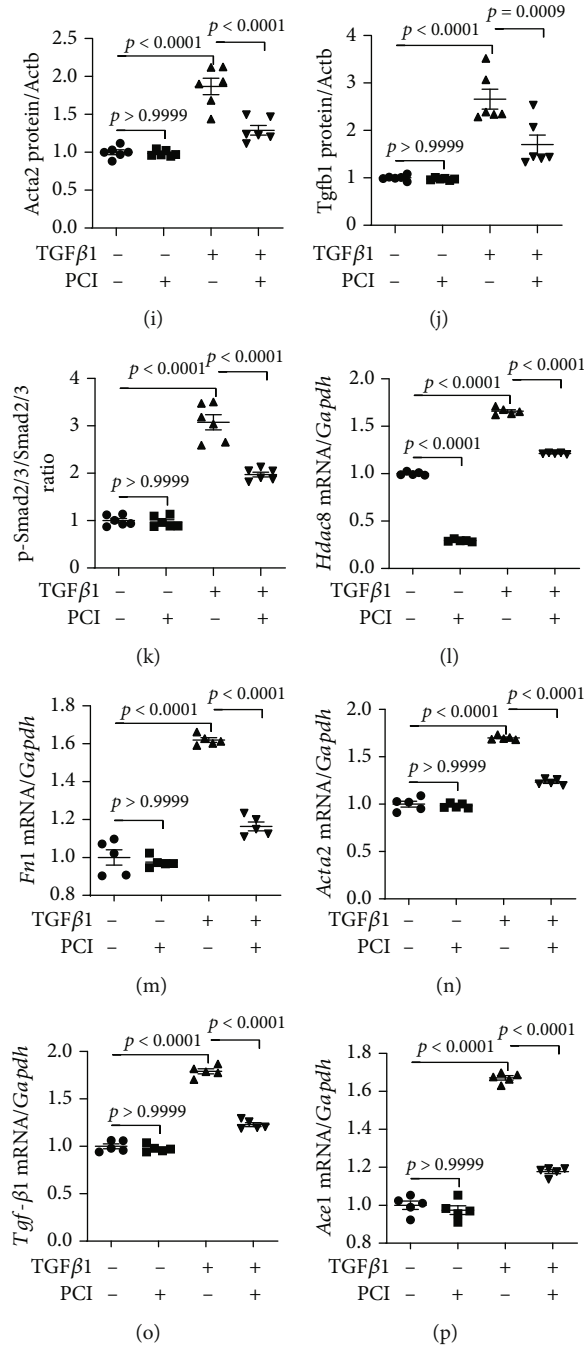 Acta2 protein/Actb
2.5
2.0
1.5
1.0
0.5
0.0
p < 0.0001
p < 0.0001
p > 0.9999
TGFβ1 – – + +
PCI – + – +
(i)
Tgfb1 protein/Actb
4
3
2
1
0
p = 0.0009
p < 0.0001
p > 0.9999
TGFβ1 – – + +
PCI – + – +
(j)
p-Smad2/3/Smad2/3
ratio
4
3
2
1
0
p < 0.0001
p < 0.0001
p > 0.9999
TGFβ1 – – + +
PCI – + – +
(k)
Hdac8 mRNA/Gapdh
2.0
1.5
1.0
0.5
0.0
p < 0.0001
p < 0.0001
p < 0.0001
TGFβ1 – – + +
PCI – + – +
(l)
Fn1 mRNA/Gapdh
1.8
1.6
1.4
1.2
1.0
0.8
p < 0.0001
p < 0.0001
p > 0.9999
TGFβ1 – – + +
PCI – + – +
(m)
Acta2 mRNA/Gapdh
2.0
1.5
1.0
0.5
0.0
p < 0.0001
p < 0.0001
p > 0.9999
TGFβ1 – – + +
PCI – + – +
(n)
Tgf-β1 mRNA/Gapdh
2.0
1.5
1.0
0.5
0.0
p < 0.0001
p < 0.0001
p > 0.9999
TGFβ1 – – + +
PCI – + – +
(o)
Ace1 mRNA/Gapdh
1.8
1.6
1.4
1.2
1.0
0.8
p < 0.0001
p < 0.0001
p > 0.9999
TGFβ1 – – + +
PCI – + – +
(p)